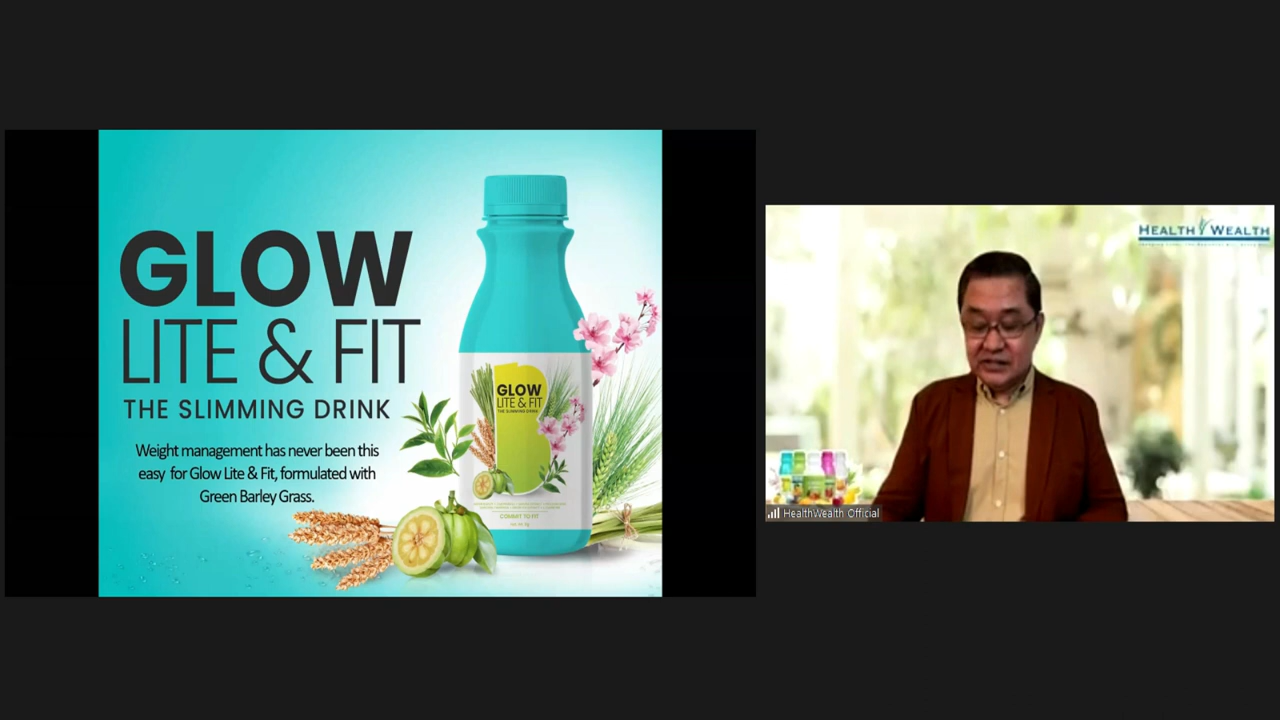 GLOW
LITE & FIT
THE SLIMMING DRINK
Weight management has never been this
easy for Glow Lite & Fit, formulated with
Green Barley Grass.
GLOW
LITE & FIT
THE SLIMMING DRINK
COMMIT TO FIT
HEALTH WEALTH
HealthWealth Official